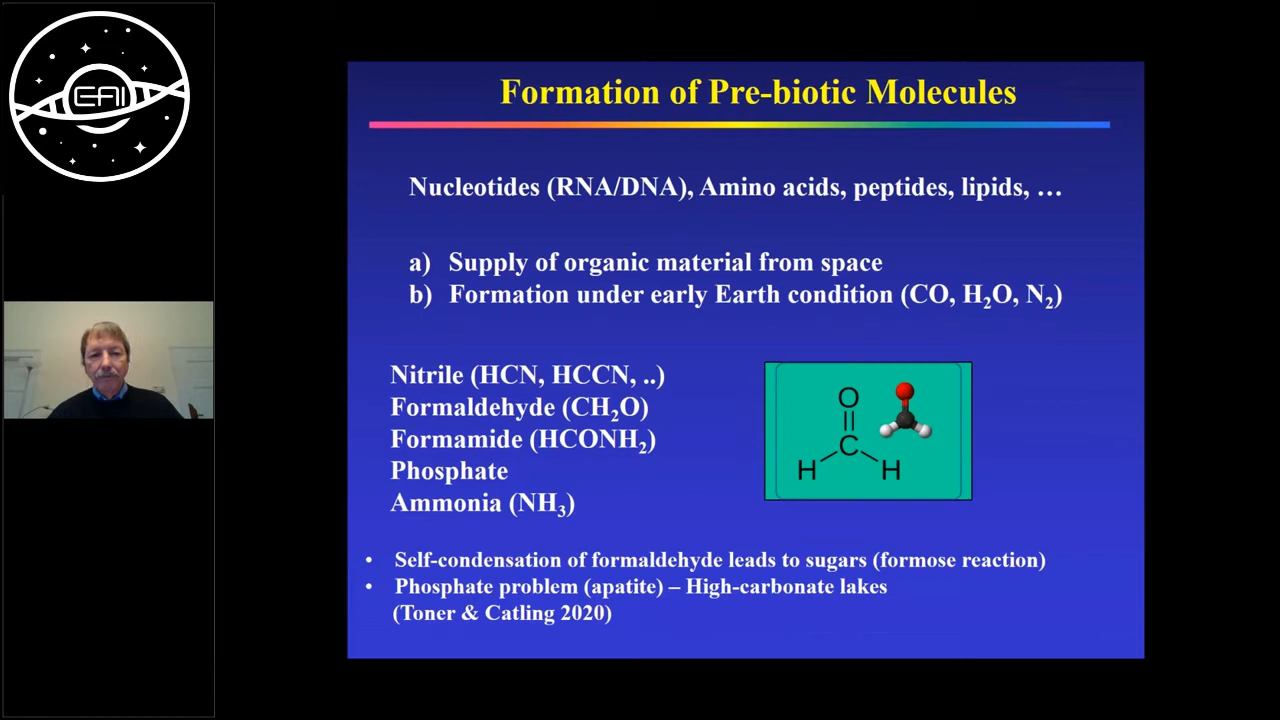 EAI
Formation of Pre-biotic Molecules
Nucleotides (RNA/DNA), Amino acids, peptides, lipids, …
a) Supply of organic material from space
b) Formation under early Earth condition (CO, H₂O, N₂)
Nitrile (HCN, HCCN, ..)
Formaldehyde (CH₂O)
Formamide (HCONH₂)
Phosphate
Ammonia (NH₃)
O
C
H H
• Self-condensation of formaldehyde leads to sugars (formose reaction)
• Phosphate problem (apatite) – High-carbonate lakes
(Toner & Catling 2020)